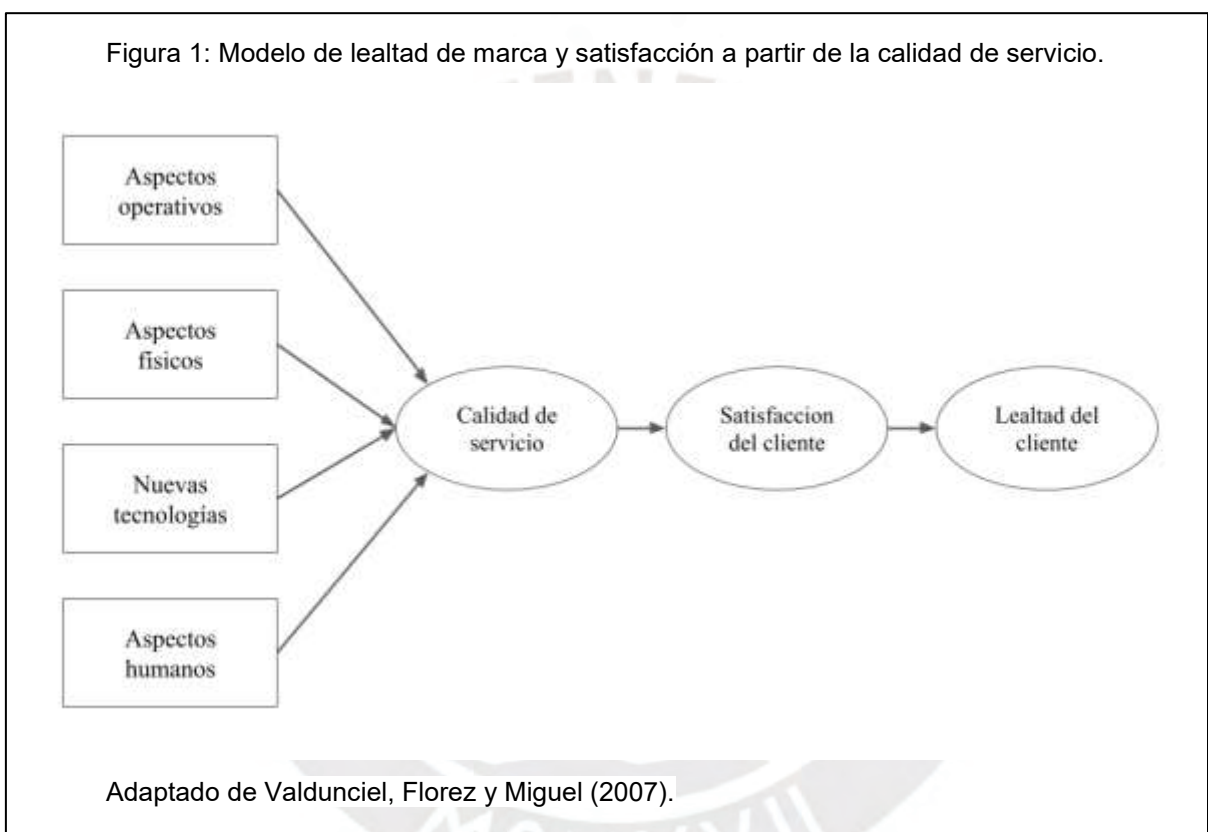 Figura 1: Modelo de lealtad de marca y satisfacción a partir de la calidad de servicio.
Aspectos
operativos
Aspectos
físicos
Nuevas
tecnologías
Aspectos
humanos
Calidad de
servicio
Satisfaccion
del cliente
Lealtad del
cliente
Adaptado de Valdunciel, Florez y Miguel (2007).